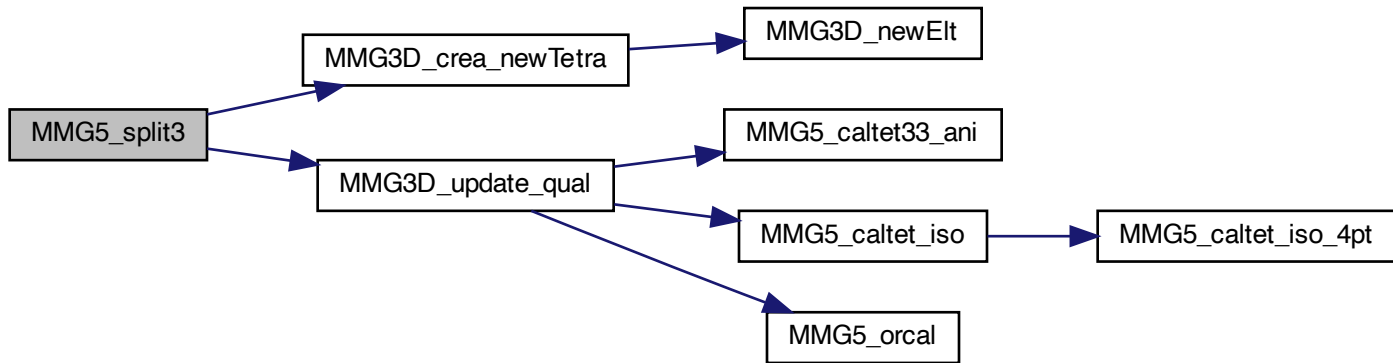 MMG5_split3
MMG3D_crea_newTetra
MMG3D_newElt
MMG3D_update_qual
MMG5_caltet33_ani
MMG5_caltet_iso
MMG5_caltet_iso_4pt
MMG5_orcal